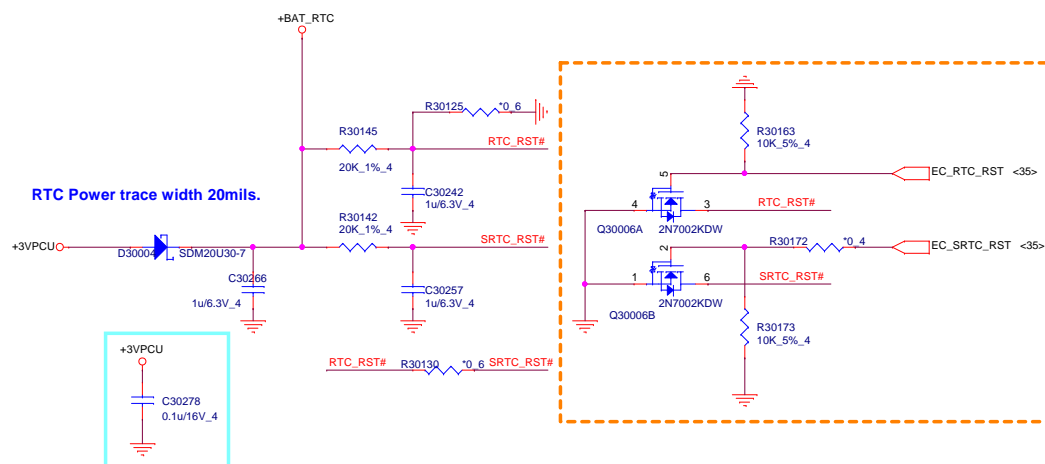 +BAT_RTC
R30125 *0_6
R30145
20K_1%_4
RTC_RST#
C30242
1u/6.3V_4
RTC Power trace width 20mils.
R30142
20K_1%_4
SRTC_RST#
+3VPCU
D30004 SDM20U30-7
C30266
1u/6.3V_4
C30257
1u/6.3V_4
+3VPCU
C30278
0.1u/16V_4
RTC_RST# R30130 *0_6 SRTC_RST#
R30163
10K_5%_4
EC_RTC_RST <35>
5
4 3 RTC_RST#
Q30006A 2N7002KDW
2 R30172 *0_4 EC_SRTC_RST <35>
1 6 SRTC_RST#
2N7002KDW
Q30006B
R30173
10K_5%_4